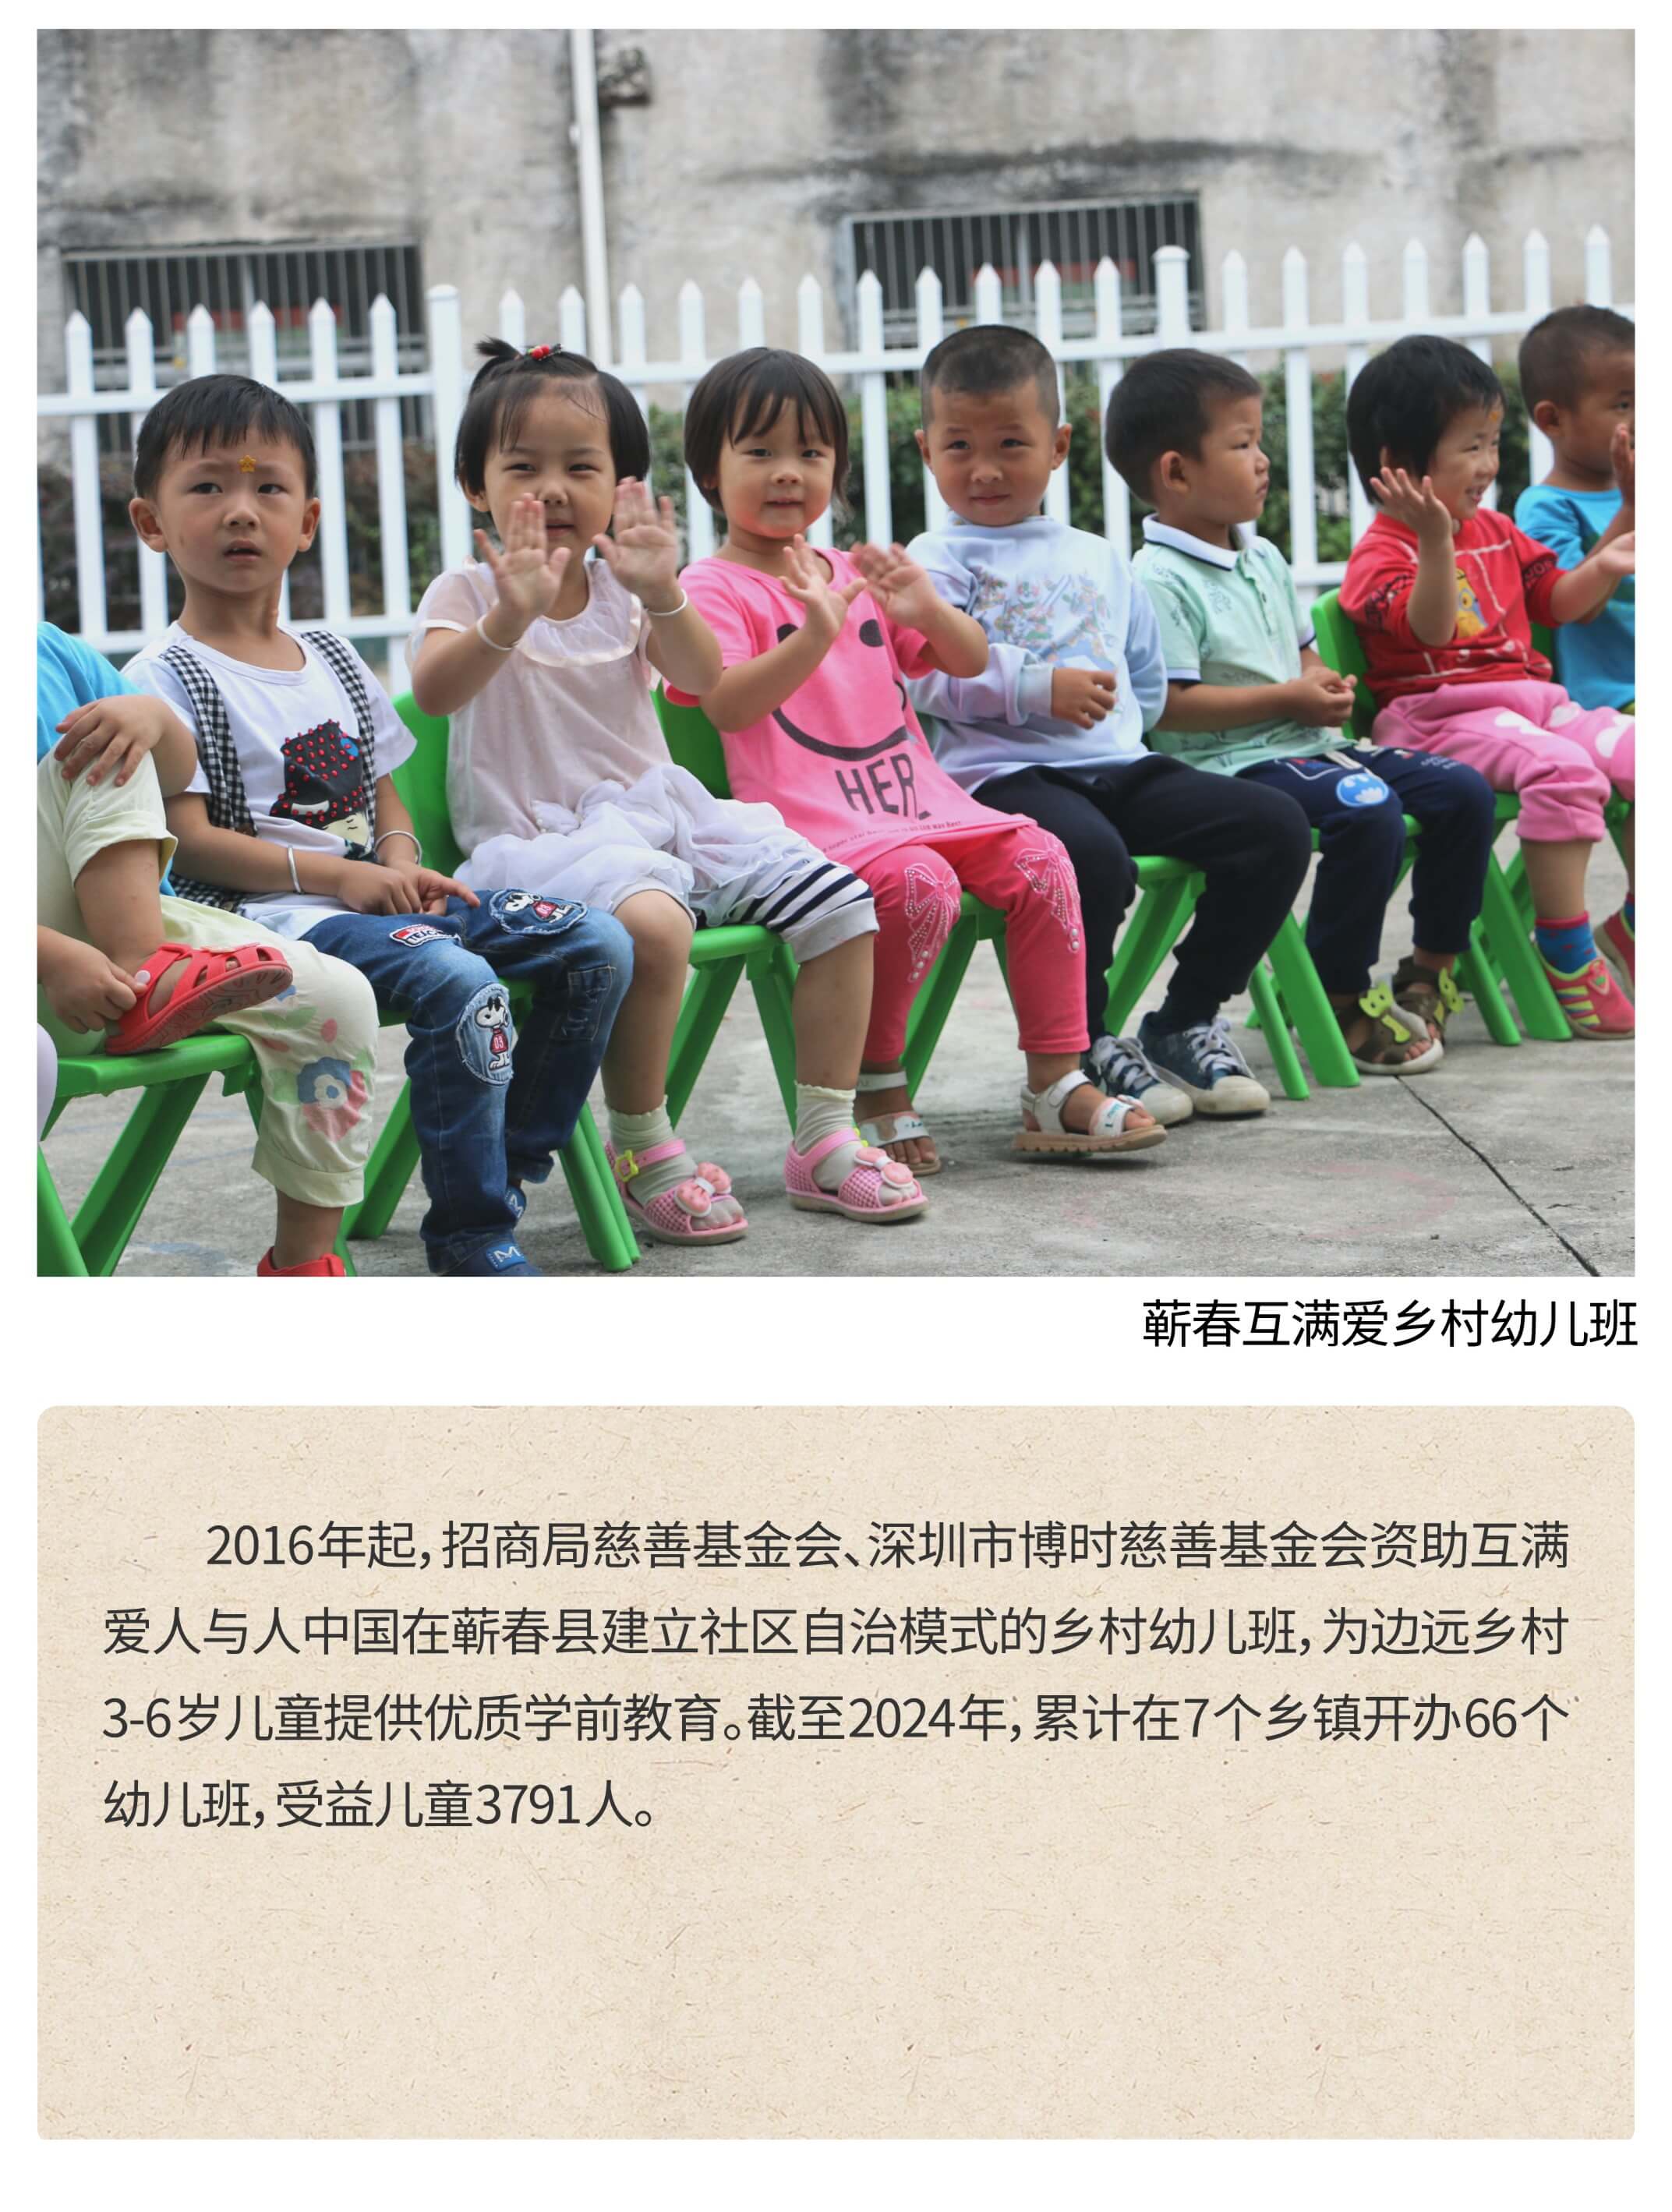 HER
蕲春互满爱乡村幼儿班
2016年起，招商局慈善基金会、深圳市博时慈善基金会资助互满
爱人与人中国在蕲春县建立社区自治模式的乡村幼儿班，为边远乡村
3-6岁儿童提供优质学前教育。截至2024年，累计在7个乡镇开办66个
幼儿班，受益儿童3791人。